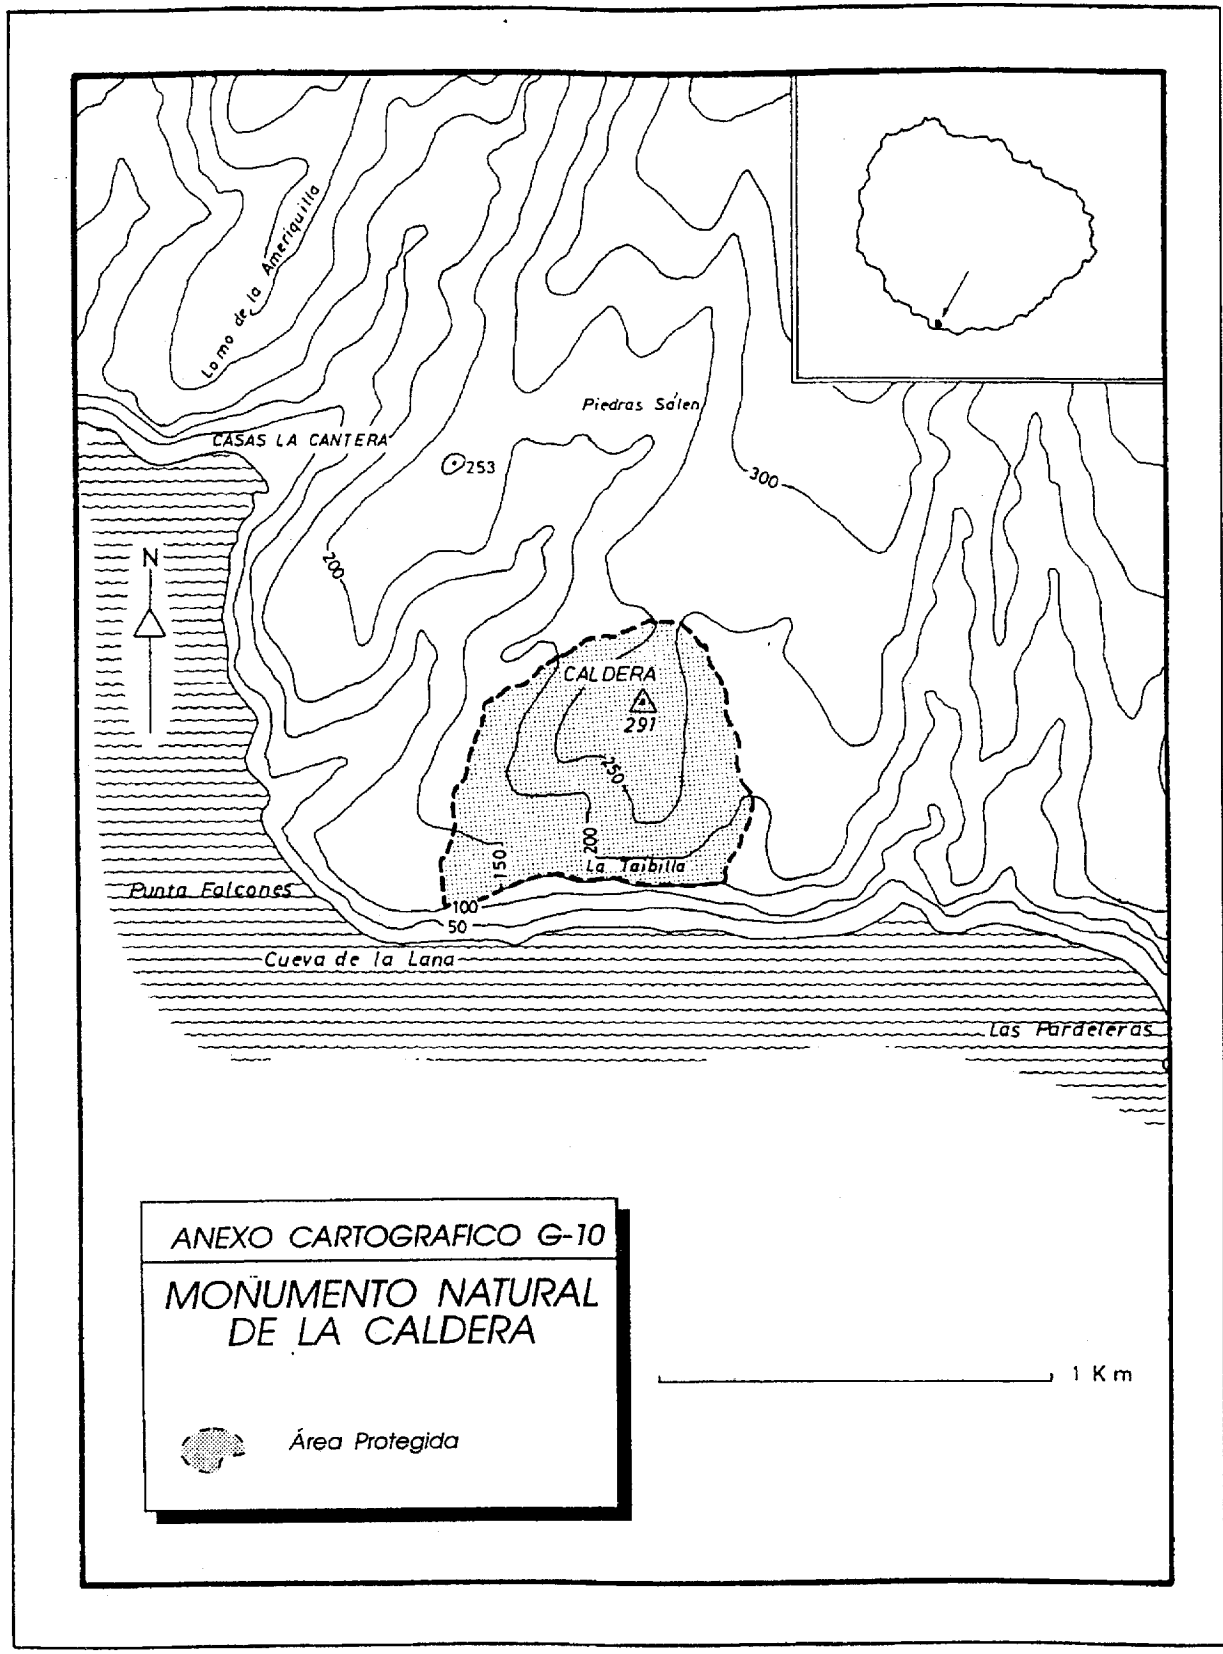 Lomo de la Ameriquilla
Piedras Sálen
CASAS LA CANTERA
253
300
N
200
CALDERA
291
250
200
150
La Taibilla
Punta Falcones
100
50
Cueva de la Lana
Las Pardeleras
ANEXO CARTOGRAFICO G-10
MONUMENTO NATURAL
DE LA CALDERA
1 Km
Área Protegida